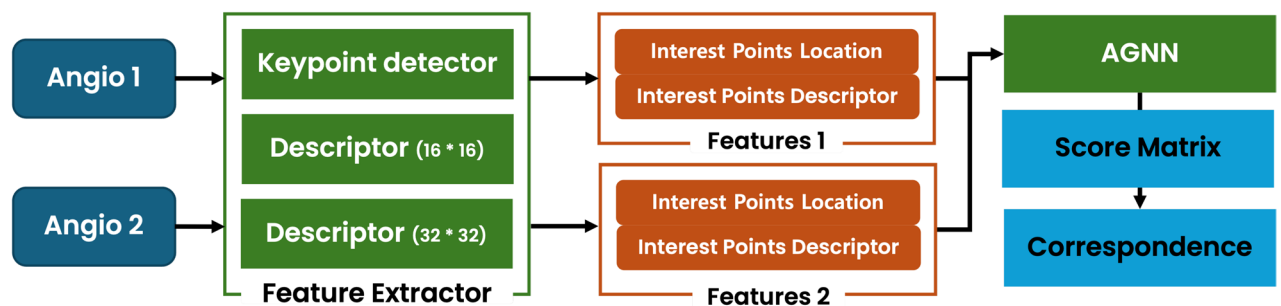 Angio 1
Angio 2
Keypoint detector
Descriptor (16 * 16)
Descriptor (32 * 32)
Feature Extractor
Interest Points Location
Interest Points Descriptor
Features 1
Interest Points Location
Interest Points Descriptor
Features 2
AGNN
Score Matrix
Correspondence